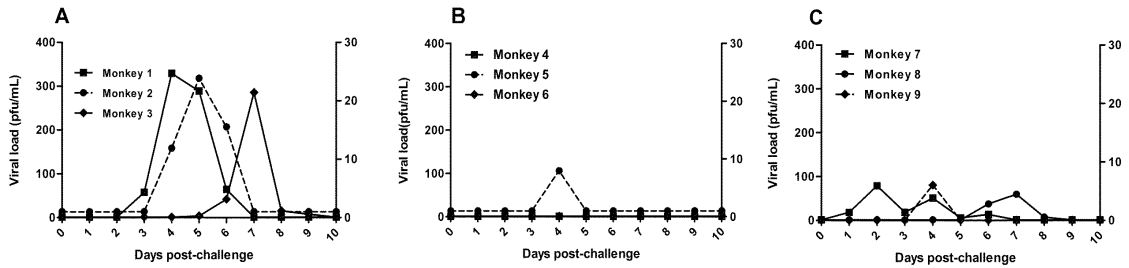 A
Viral load (pfu/mL)
400
300
200
100
0
30
20
10
0
Monkey 1
Monkey 2
Monkey 3
0 1 2 3 4 5 6 7 8 9 10
Days post-challenge
B
Viral load(pfu/mL)
400
300
200
100
0
30
20
10
0
Monkey 4
Monkey 5
Monkey 6
0 1 2 3 4 5 6 7 8 9 10
Days post-challenge
C
Viral load (pfu/mL)
400
300
200
100
0
30
20
10
0
Monkey 7
Monkey 8
Monkey 9
0 1 2 3 4 5 6 7 8 9 10
Days post-challenge